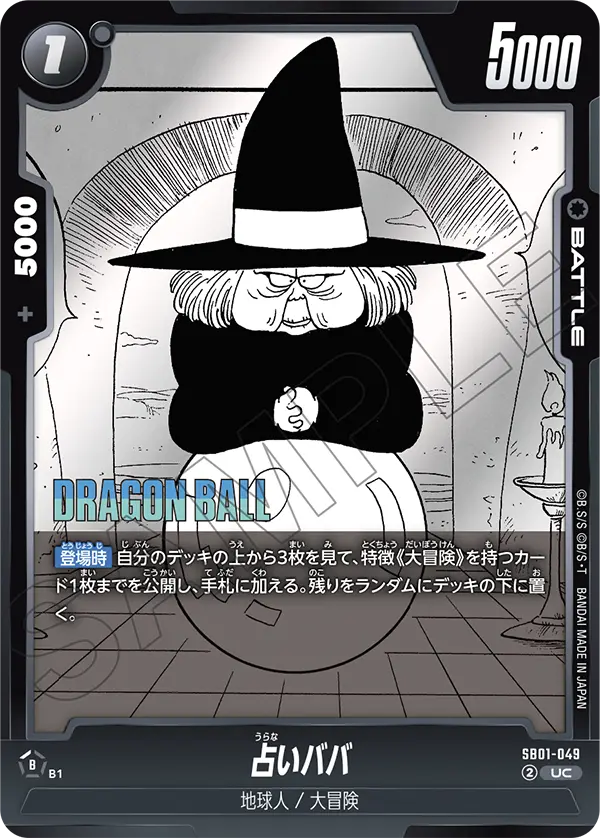 1
5000
+ 5000
BATTLE
SAMPLE
DRAGON BALL
登場時 自分のデッキの上から3枚を見て、特徴《大冒険》を持つカー
ド1枚までを公開し、手札に加える。残りをランダムにデッキの下に置
く。
©B.S/S ©B/S・T BANDAI MADE IN JAPAN
うらな
占いババ
SB01-049
B B1
2 UC
地球人 / 大冒険